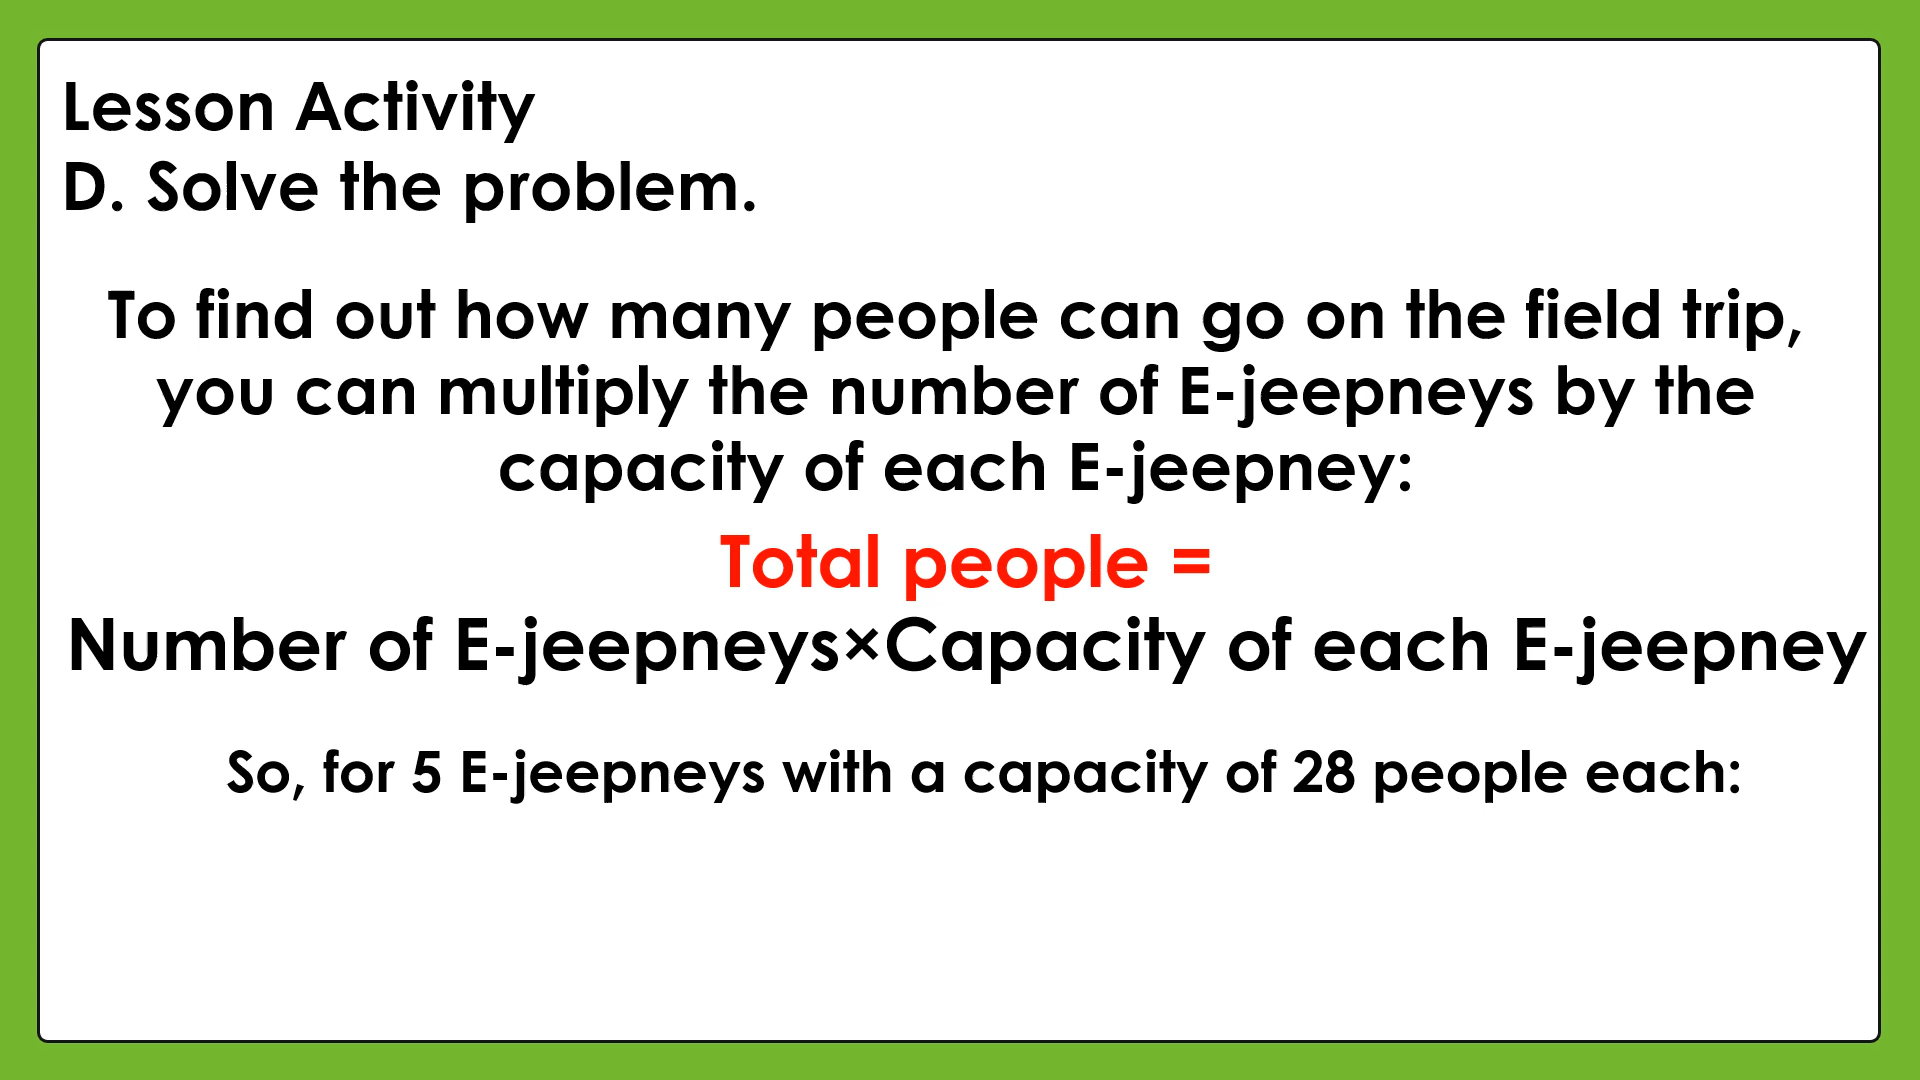 Lesson Activity
D. Solve the problem.
To find out how many people can go on the field trip,
you can multiply the number of E-jeepneys by the
capacity of each E-jeepney:
Total people =
Number of E-jeepneys×Capacity of each E-jeepney
So, for 5 E-jeepneys with a capacity of 28 people each: